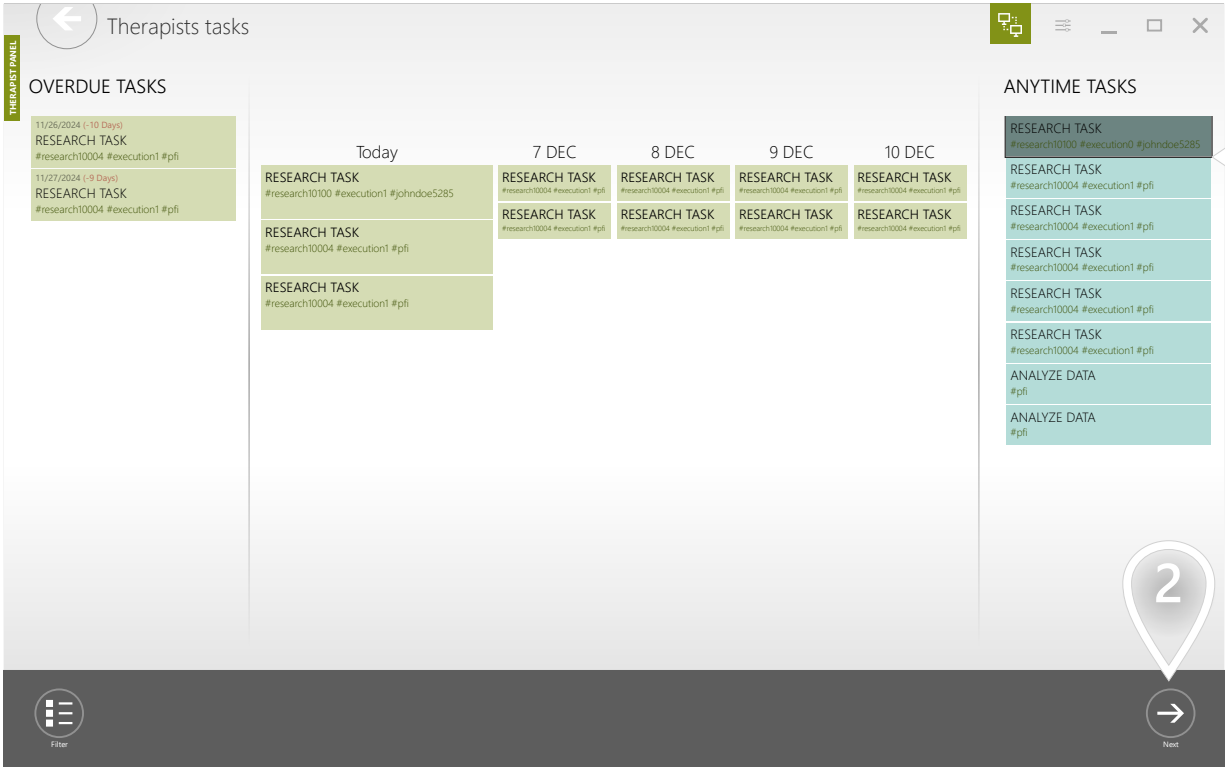 Therapists tasks
THERAPIST PANEL
OVERDUE TASKS
11/26/2024 (-10 Days)
RESEARCH TASK
#research10004 #execution1 #pfi
11/27/2024 (-9 Days)
RESEARCH TASK
#research10004 #execution1 #pfi
Today
RESEARCH TASK
#research10100 #execution1 #johndoe5285
RESEARCH TASK
#research10004 #execution1 #pfi
RESEARCH TASK
#research10004 #execution1 #pfi
7 DEC
RESEARCH TASK
#research10004 #execution1 #pfi
RESEARCH TASK
#research10004 #execution1 #pfi
8 DEC
RESEARCH TASK
#research10004 #execution1 #pfi
RESEARCH TASK
#research10004 #execution1 #pfi
9 DEC
RESEARCH TASK
#research10004 #execution1 #pfi
RESEARCH TASK
#research10004 #execution1 #pfi
10 DEC
RESEARCH TASK
#research10004 #execution1 #pfi
RESEARCH TASK
#research10004 #execution1 #pfi
ANYTIME TASKS
RESEARCH TASK
#research10100 #execution0 #johndoe5285
RESEARCH TASK
#research10004 #execution1 #pfi
RESEARCH TASK
#research10004 #execution1 #pfi
RESEARCH TASK
#research10004 #execution1 #pfi
RESEARCH TASK
#research10004 #execution1 #pfi
RESEARCH TASK
#research10004 #execution1 #pfi
ANALYZE DATA
#pfi
ANALYZE DATA
#pfi
2
Filter
Next